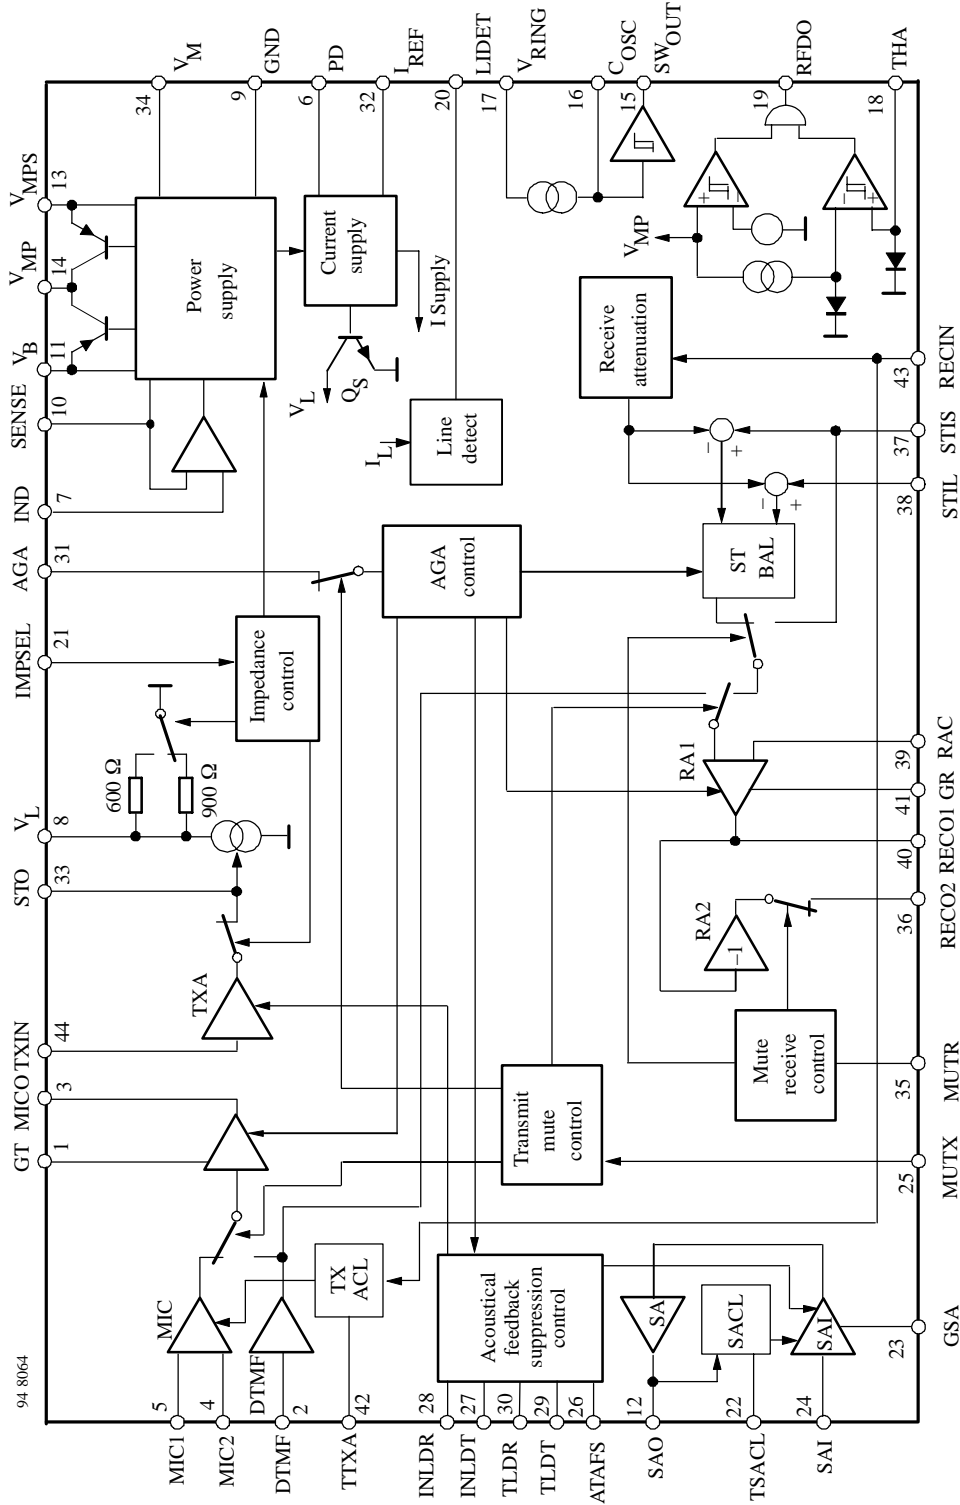 94 8064
GT
MICO
TXIN
STO
V_L
IMPSEL
AGA
IND
SENSE
V_B
V_MP
V_MPS
1
3
44
33
8
21
31
7
10
11
14
13
MIC1
5
MIC2
4
DTMF
2
TTXA
42
INLDR
28
INLDT
27
TLDR
30
TLDT
29
ATAFS
26
SAO
12
TSACL
22
SAI
24
V_M
34
GND
9
PD
6
I_REF
32
LIDET
20
V_RING
17
C_OSC
16
SW_OUT
15
RFDO
19
THA
18
GSA
23
MUTX
25
MUTR
35
RECO2
36
RECO1
40
GR
41
RAC
39
STIL
38
STIS
37
RECIN
43
MIC
DTMF
TX
ACL
TXA
600 Ω
900 Ω
Impedance
control
Power
supply
Current
supply
I Supply
V_L
Q_S
I_L
Line
detect
AGA
control
Transmit
mute
control
Acoustical
feedback
suppression
control
SA
SACL
SAI
Mute
receive
control
RA2
−1
RA1
ST
BAL
−
+
−
+
Receive
attenuation
V_MP
+
−
−
+